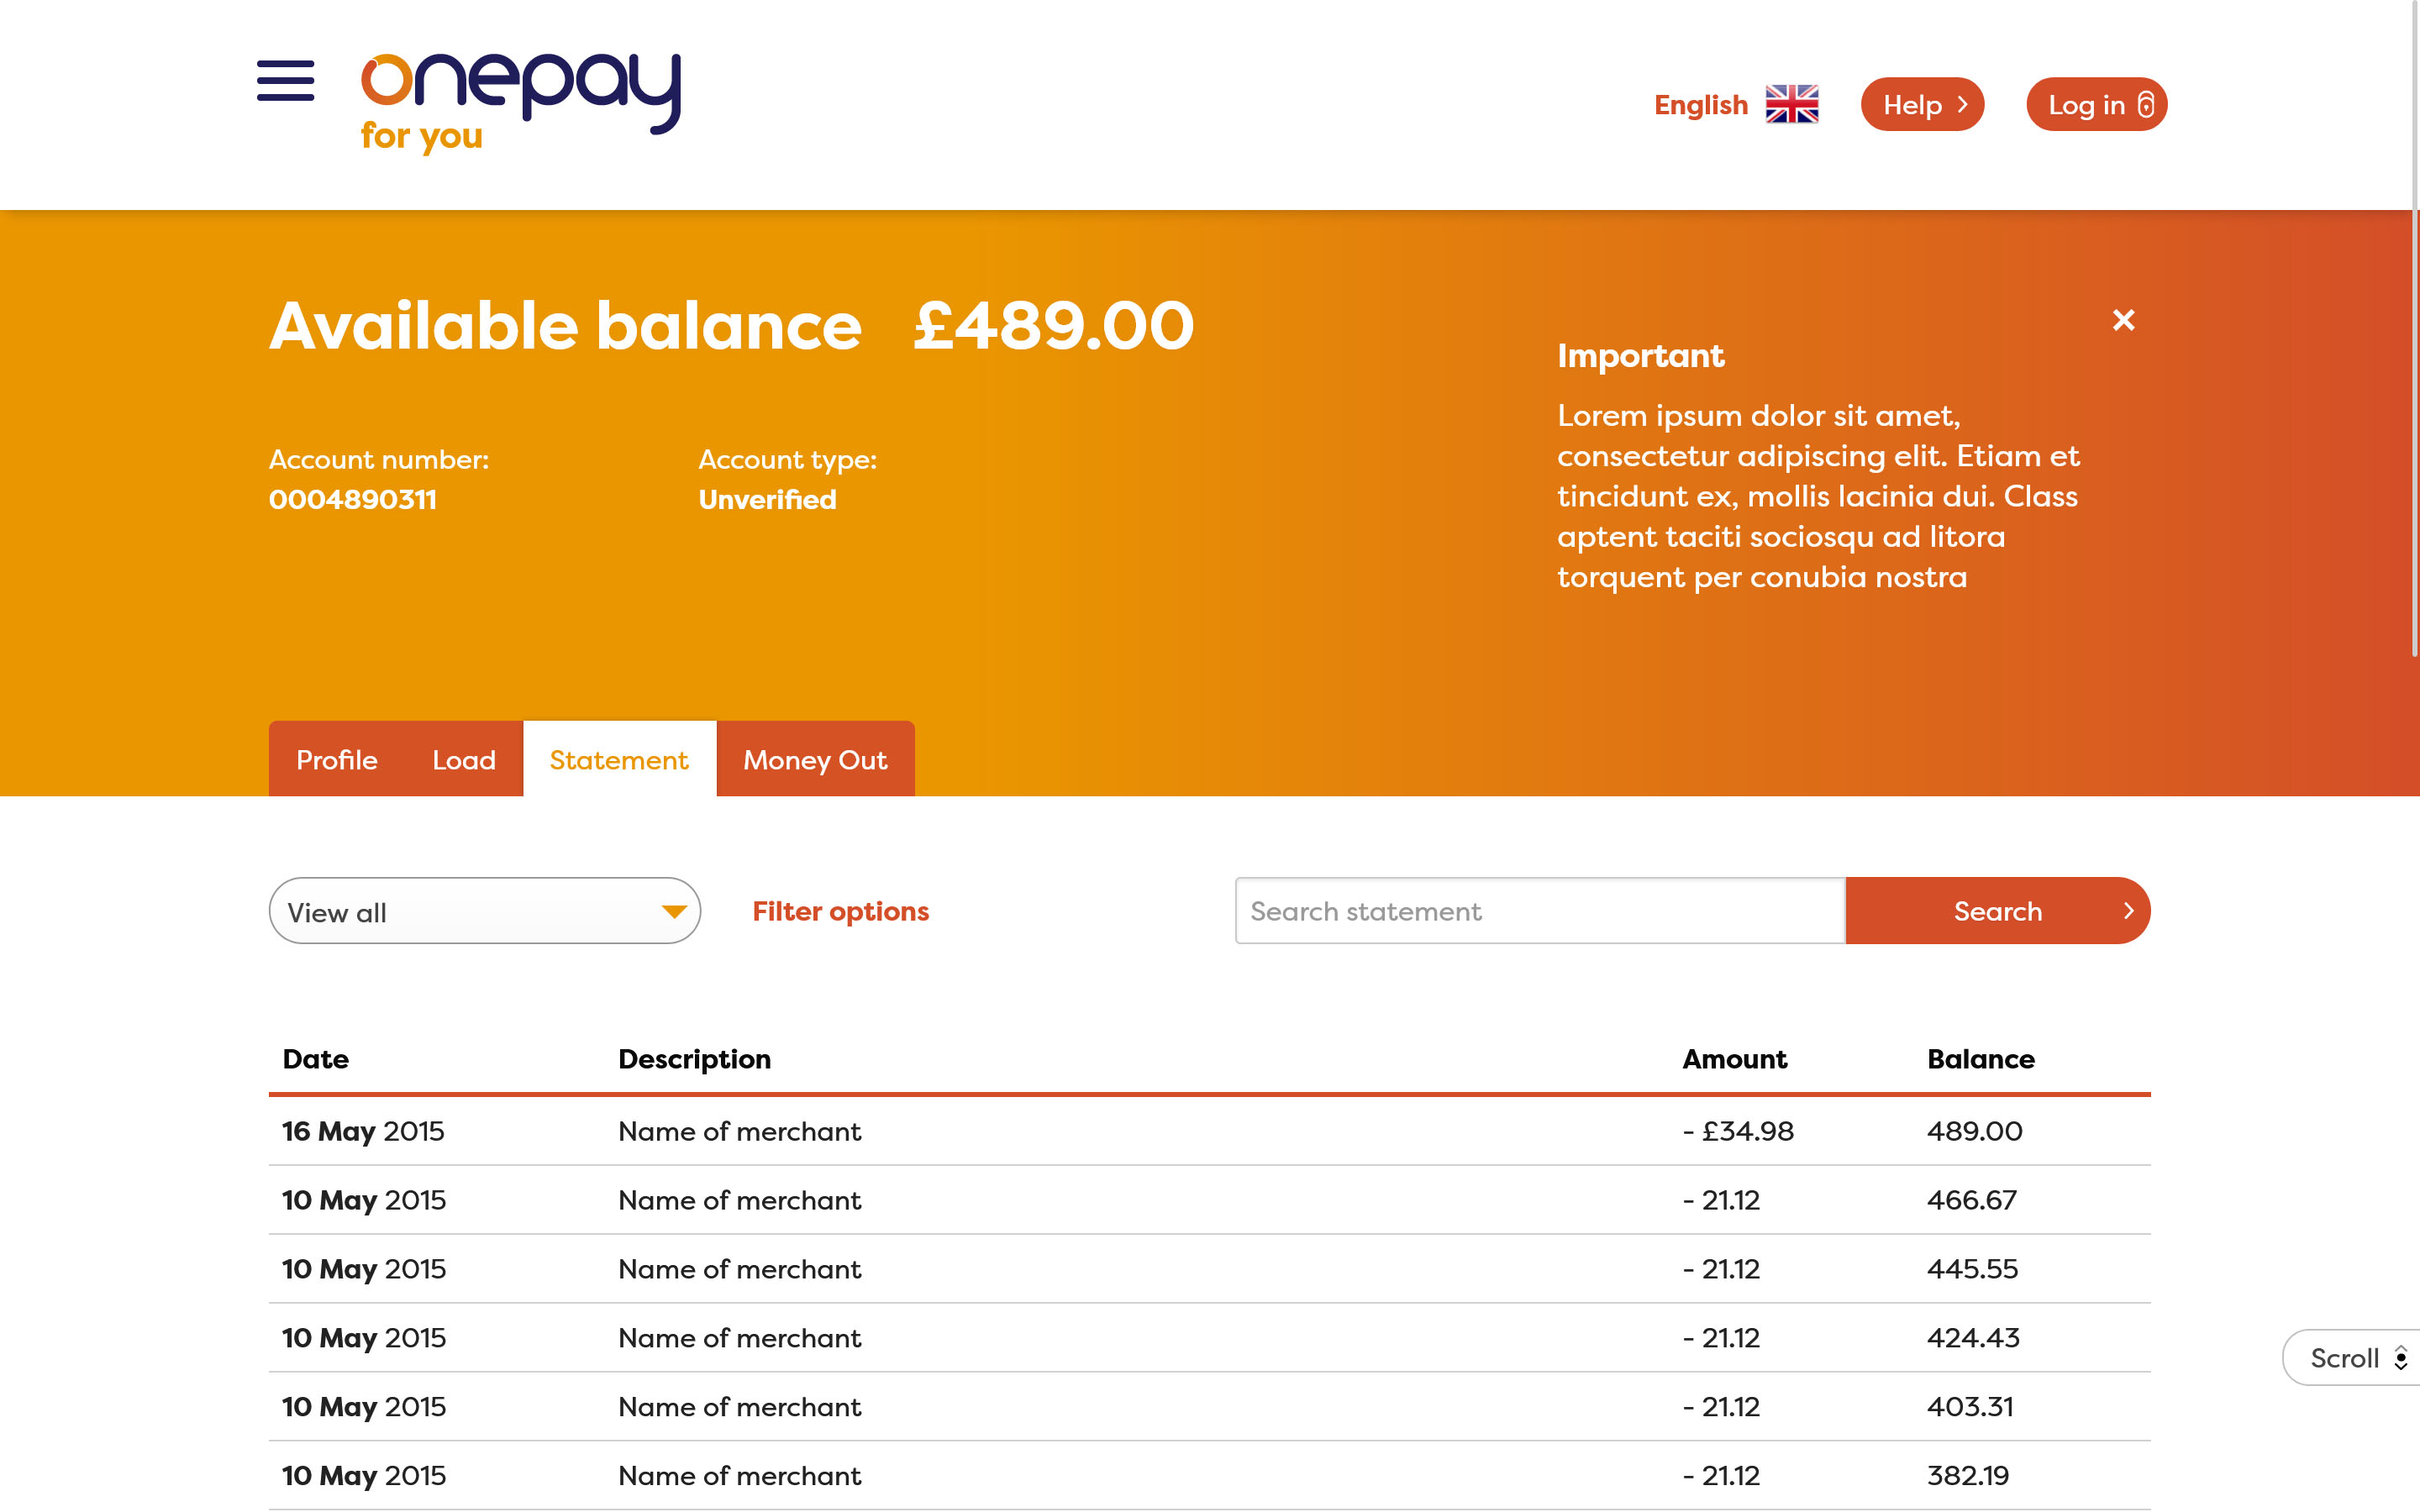 onepay
for you
English
Help
Log in
Available balance £489.00
Account number:
0004890311
Account type:
Unverified
Important
Lorem ipsum dolor sit amet,
consectetur adipiscing elit. Etiam et
tincidunt ex, mollis lacinia dui. Class
aptent taciti sociosqu ad litora
torquent per conubia nostra
Profile Load Statement Money Out
View all
Filter options
Search statement
Search
Date Description Amount Balance
16 May 2015 Name of merchant - £34.98 489.00
10 May 2015 Name of merchant - 21.12 466.67
10 May 2015 Name of merchant - 21.12 445.55
10 May 2015 Name of merchant - 21.12 424.43
10 May 2015 Name of merchant - 21.12 403.31
10 May 2015 Name of merchant - 21.12 382.19
Scroll